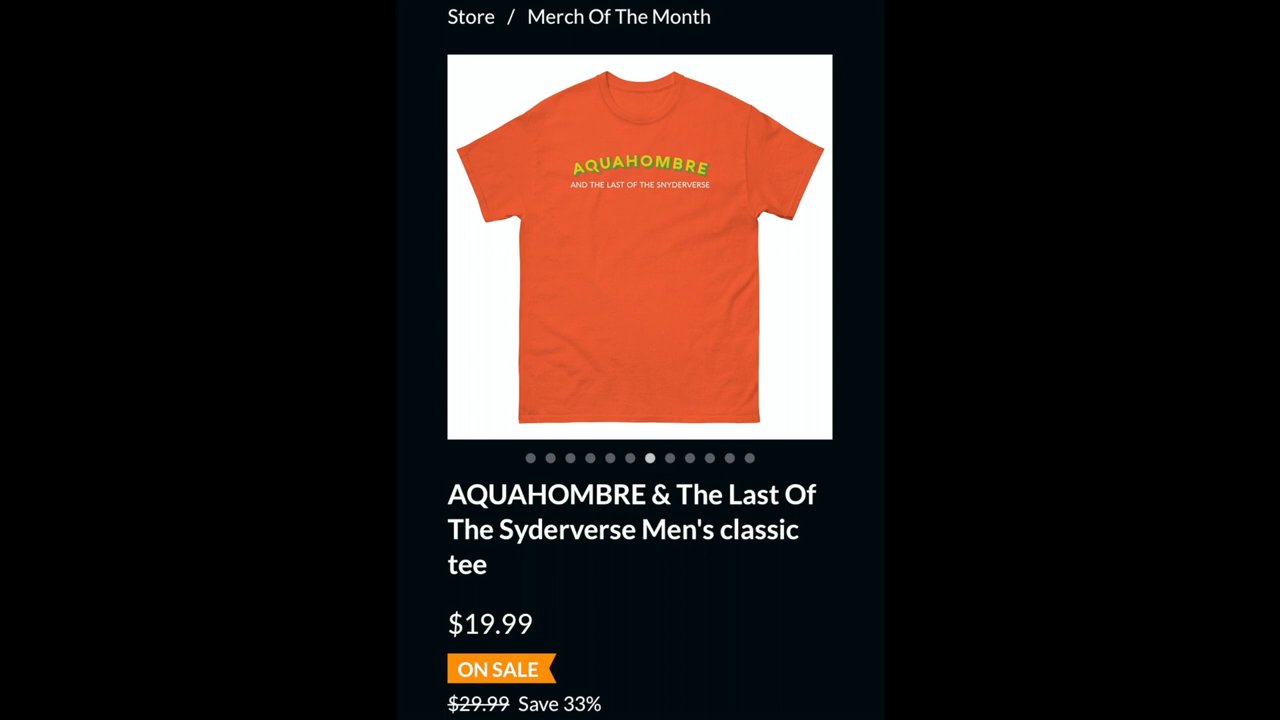 Store / Merch Of The Month
AQUAHOMBRE
AND THE LAST OF THE SNYDERVERSE
AQUAHOMBRE & The Last Of
The Syderverse Men's classic
tee
$19.99
ON SALE
$29.99 Save 33%